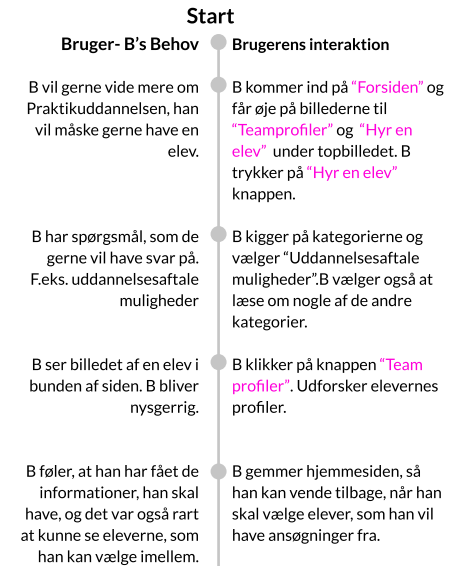 Start
Bruger- B’s Behov
Brugerens interaktion
B vil gerne vide mere om
Praktikuddannelsen, han
vil måske gerne have en
elev.
B kommer ind på “Forsiden” og
får øje på billederne til
“Teamprofiler” og “Hyr en
elev” under topbilledet. B
trykker på “Hyr en elev”
knappen.
B har spørgsmål, som de
gerne vil have svar på.
F.eks. uddannelsesaftale
muligheder
B kigger på kategorierne og
vælger “Uddannelsesaftale
muligheder”.B vælger også at
læse om nogle af de andre
kategorier.
B ser billedet af en elev i
bunden af siden. B bliver
nysgerrig.
B klikker på knappen “Team
profiler”. Udforsker elevernes
profiler.
B føler, at han har fået de
informationer, han skal
have, og det var også rart
at kunne se eleverne, som
han kan vælge imellem.
B gemmer hjemmesiden, så
han kan vende tilbage, når han
skal vælge elever, som han vil
have ansøgninger fra.